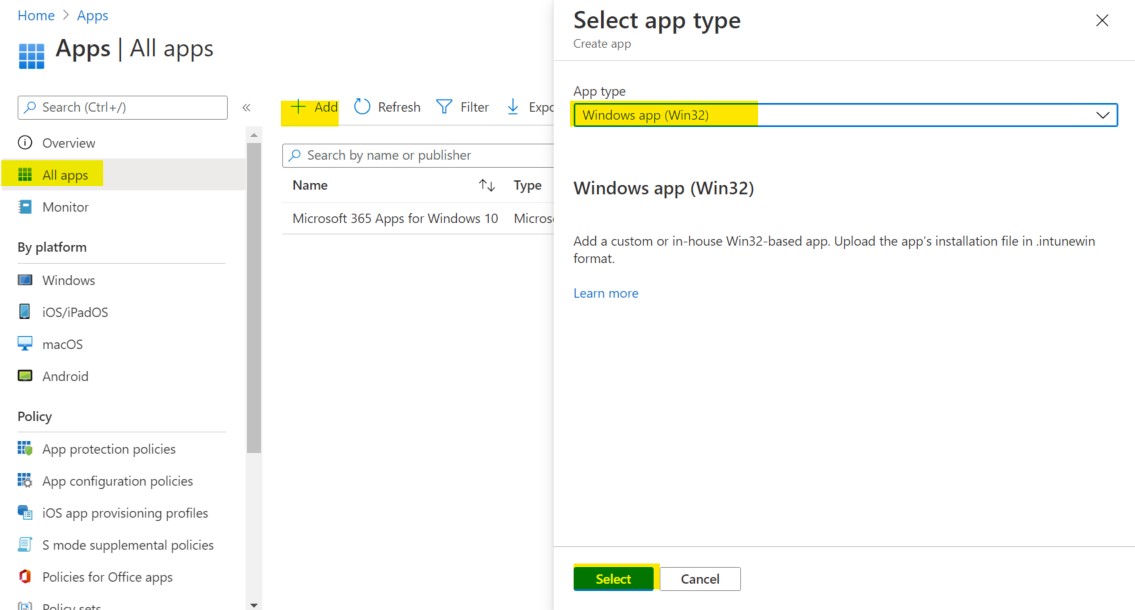 Home > Apps
Apps | All apps
Search (Ctrl+/)
«
Overview
All apps
Monitor
By platform
Windows
iOS/iPadOS
macOS
Android
Policy
App protection policies
App configuration policies
iOS app provisioning profiles
S mode supplemental policies
Policies for Office apps
Policy sets
Add
Refresh
Filter
Expo
Search by name or publisher
Name
Type
Microsoft 365 Apps for Windows 10
Microso
Select app type
Create app
App type
Windows app (Win32)
Windows app (Win32)
Add a custom or in-house Win32-based app. Upload the app's installation file in .intunewin
format.
Learn more
Select
Cancel